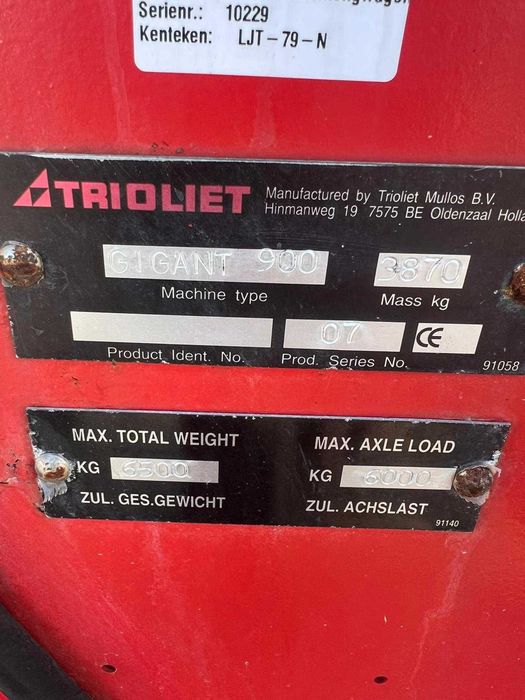 Serienr.: 10229
Kenteken: LJT-79-N
TRIOLIET
Manufactured by Trioliet Mullos B.V.
Hinmanweg 19 7575 BE Oldenzaal Holla
GIGANT 900
3870
Machine type
Mass kg
07
CE
Product Ident. No.
Prod. Series No.
91058
MAX. TOTAL WEIGHT
MAX. AXLE LOAD
KG 6500
KG 6000
ZUL. GES.GEWICHT
ZUL. ACHSLAST
91140